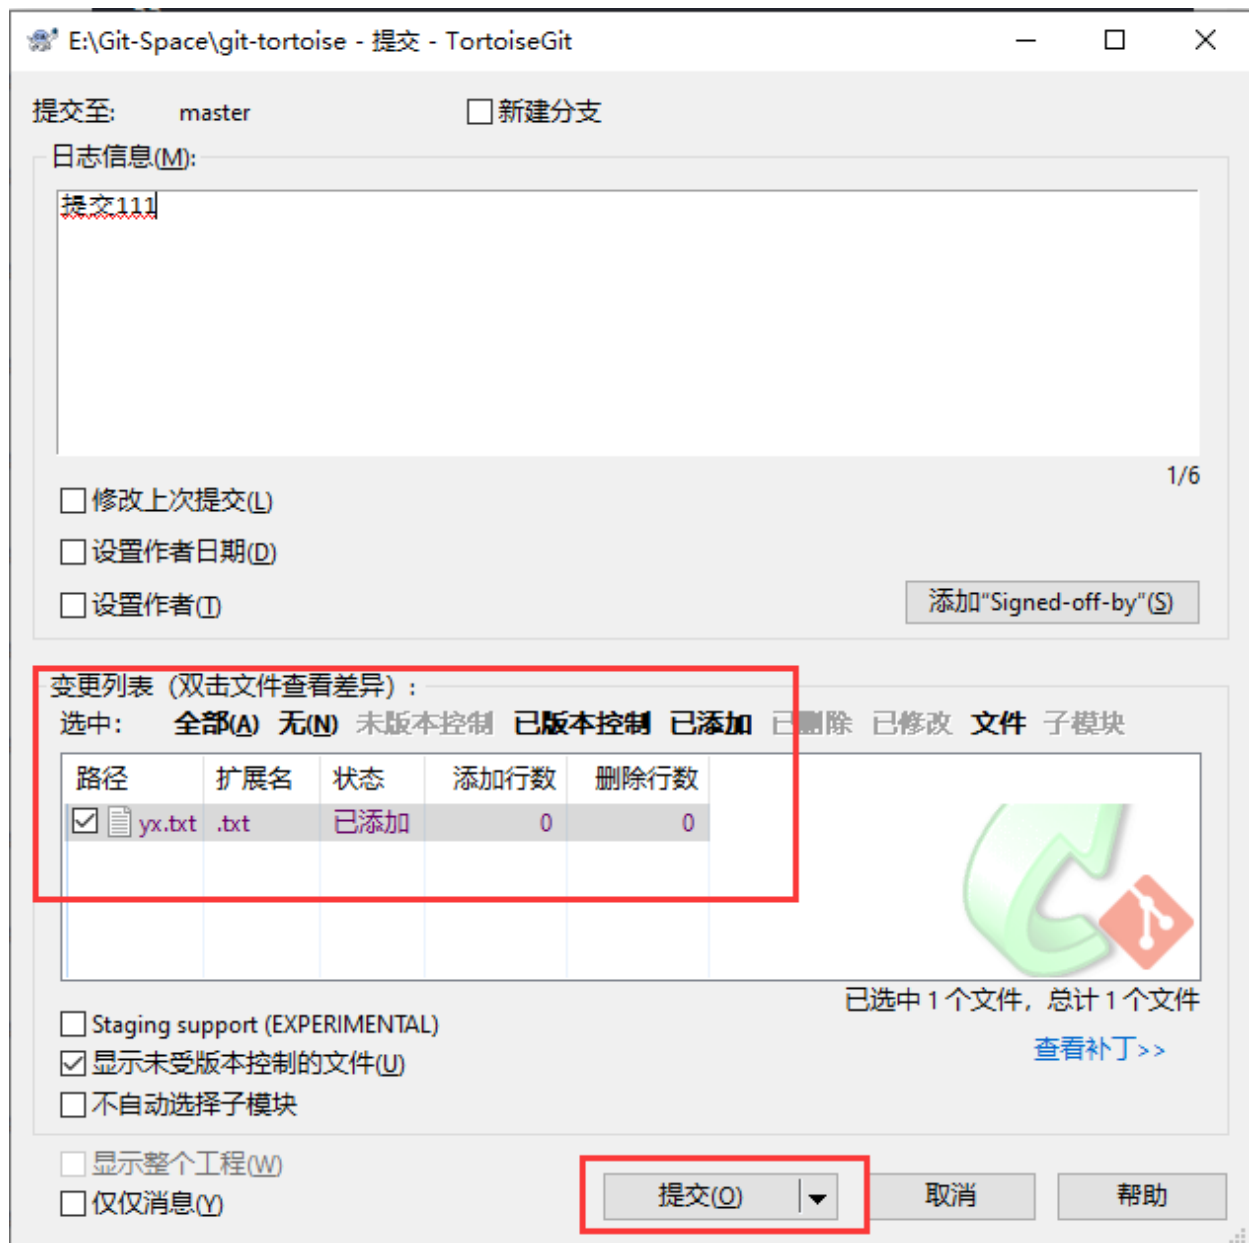 E:\Git-Space\git-tortoise - 提交 - TortoiseGit
提交至: master 新建分支
日志信息(M):
提交111
1/6
修改上次提交(L)
设置作者日期(D)
设置作者(T)
添加"Signed-off-by"(S)
变更列表（双击文件查看差异）:
选中: 全部(A) 无(N) 未版本控制 已版本控制 已添加 已删除 已修改 文件 子模块
路径 扩展名 状态 添加行数 删除行数
yx.txt .txt 已添加 0 0
已选中 1 个文件, 总计 1 个文件
Staging support (EXPERIMENTAL)
查看补丁>>
显示未受版本控制的文件(U)
不自动选择子模块
显示整个工程(W)
仅仅消息(Y)
提交(O) 取消 帮助